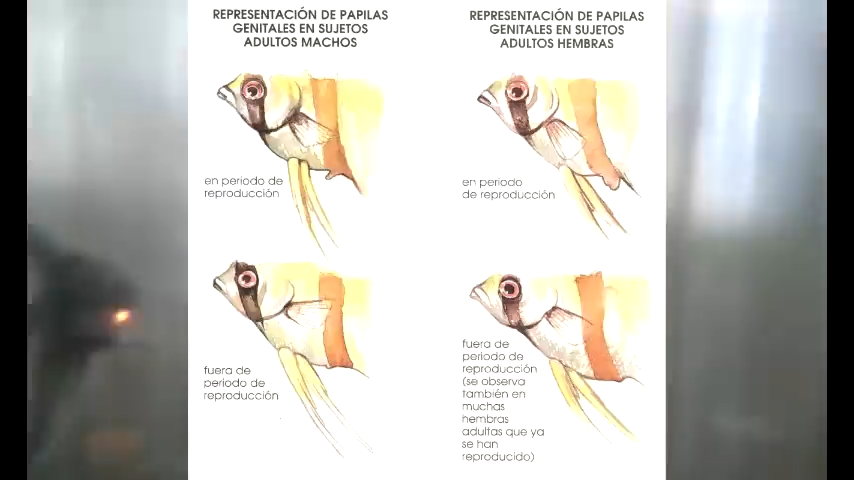 REPRESENTACIÓN DE PAPILAS
GENITALES EN SUJETOS
ADULTOS MACHOS
REPRESENTACIÓN DE PAPILAS
GENITALES EN SUJETOS
ADULTOS HEMBRAS
en periodo de
reproducción
en periodo
de reproducción
fuera de
periodo de
reproducción
fuera de
periodo de
reproducción
(se observa
también en
muchas
hembras
adultas que ya
se han
reproducido)